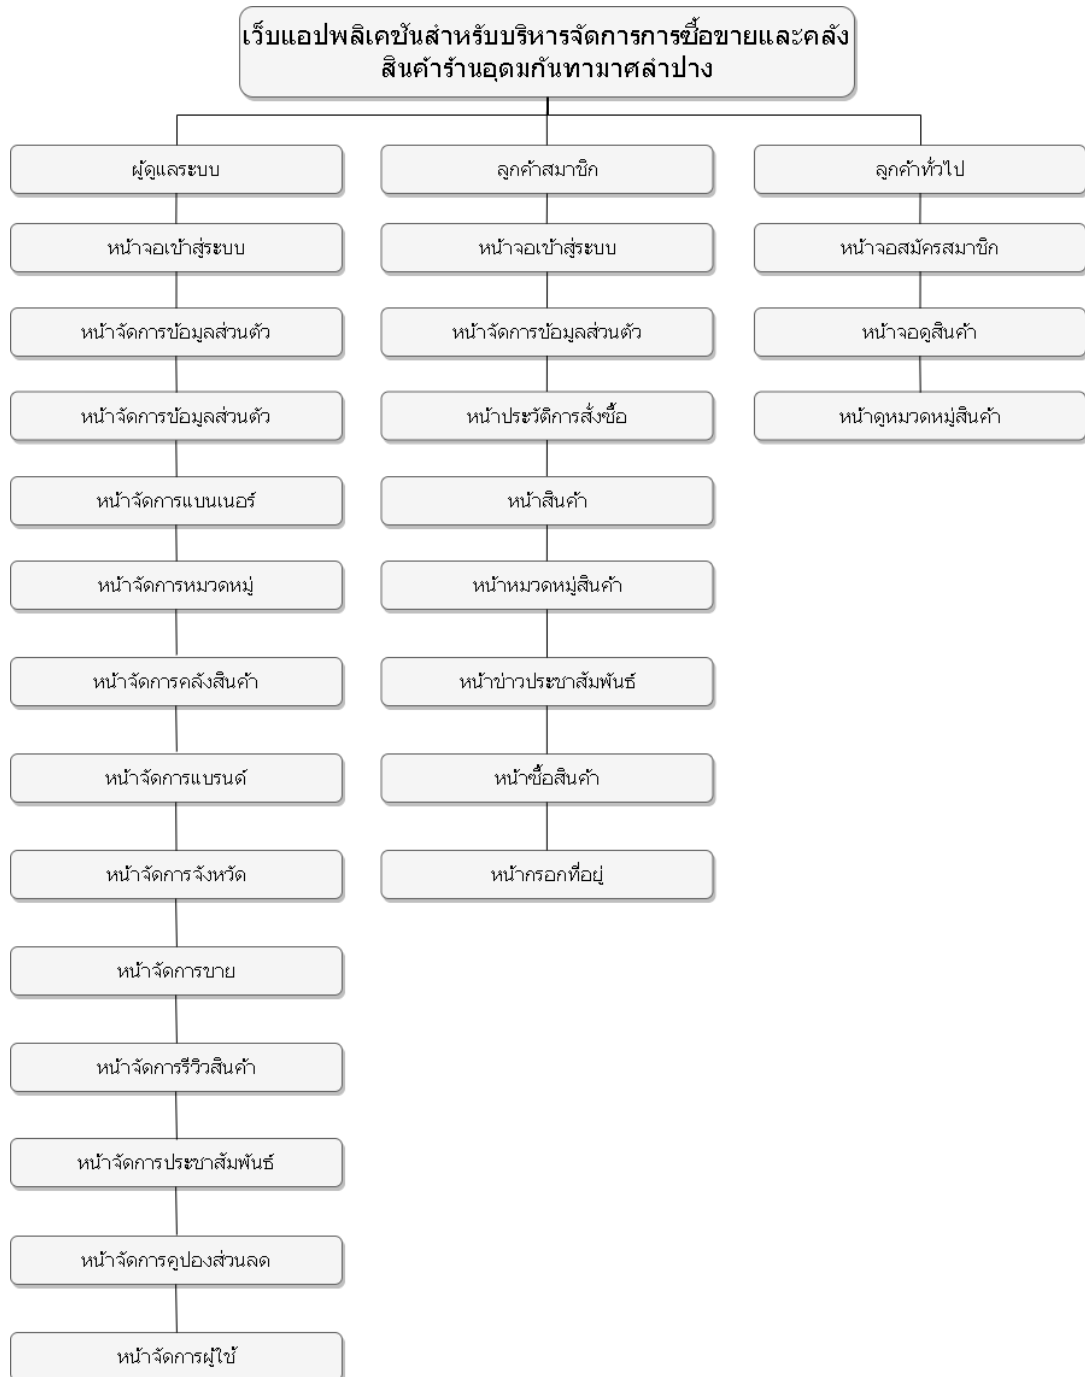 เว็บแอปพลิเคชันสำหรับบริหารจัดการการซื้อขายและคลัง
สินค้าร้านอุดมกันทามาศลำปาง
ผู้ดูแลระบบ
หน้าจอเข้าสู่ระบบ
หน้าจัดการข้อมูลส่วนตัว
หน้าจัดการข้อมูลส่วนตัว
หน้าจัดการแบนเนอร์
หน้าจัดการหมวดหมู่
หน้าจัดการคลังสินค้า
หน้าจัดการแบรนด์
หน้าจัดการจังหวัด
หน้าจัดการขาย
หน้าจัดการรีวิวสินค้า
หน้าจัดการประชาสัมพันธ์
หน้าจัดการคูปองส่วนลด
หน้าจัดการผู้ใช้
ลูกค้าสมาชิก
หน้าจอเข้าสู่ระบบ
หน้าจัดการข้อมูลส่วนตัว
หน้าประวัติการสั่งซื้อ
หน้าสินค้า
หน้าหมวดหมู่สินค้า
หน้าข่าวประชาสัมพันธ์
หน้าซื้อสินค้า
หน้ากรอกที่อยู่
ลูกค้าทั่วไป
หน้าจอสมัครสมาชิก
หน้าจอดูสินค้า
หน้าดูหมวดหมู่สินค้า